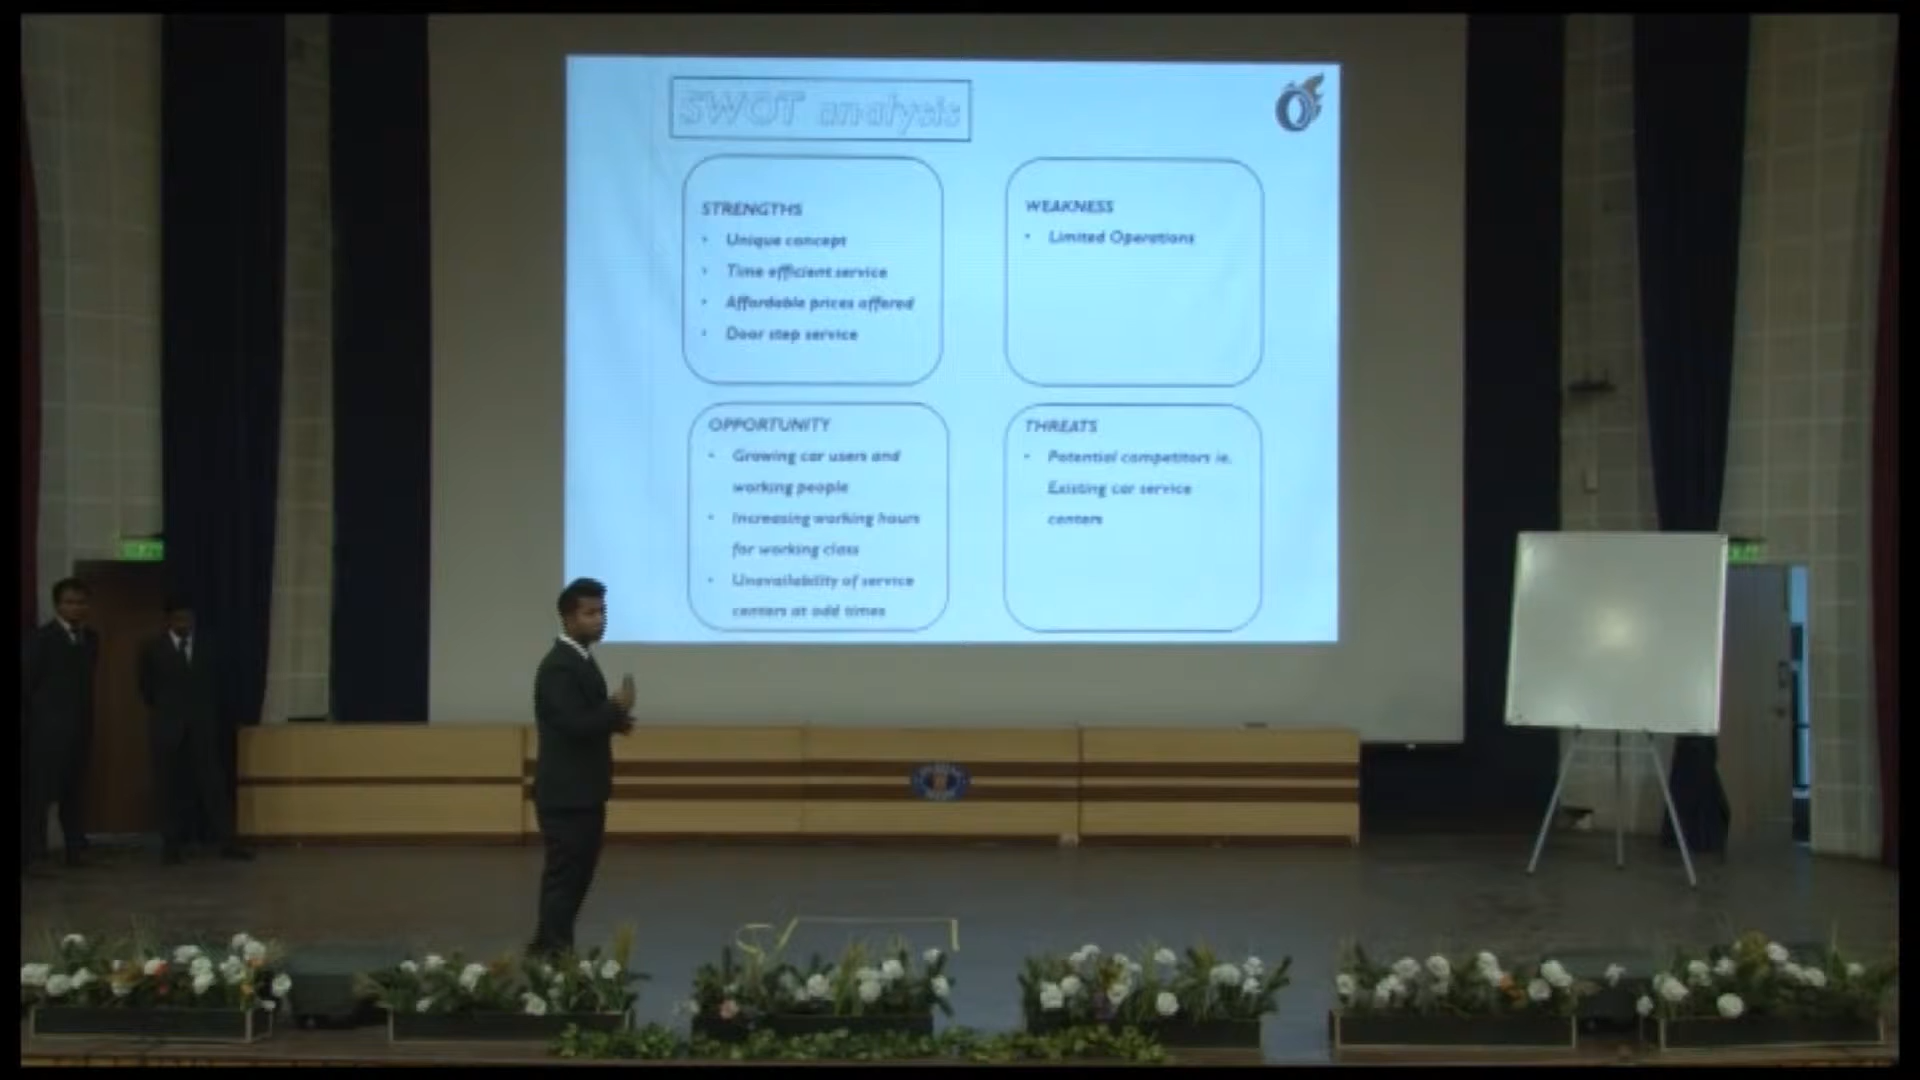 SWOT analysis
STRENGTHS
• Unique concept
• Time efficient service
• Affordable prices offered
• Door step service
WEAKNESS
• Limited Operations
OPPORTUNITY
• Growing car users and
working people
• Increasing working hours
for working class
• Unavailability of service
centers at odd times
THREATS
• Potential competitors ie.
Existing car service
centers